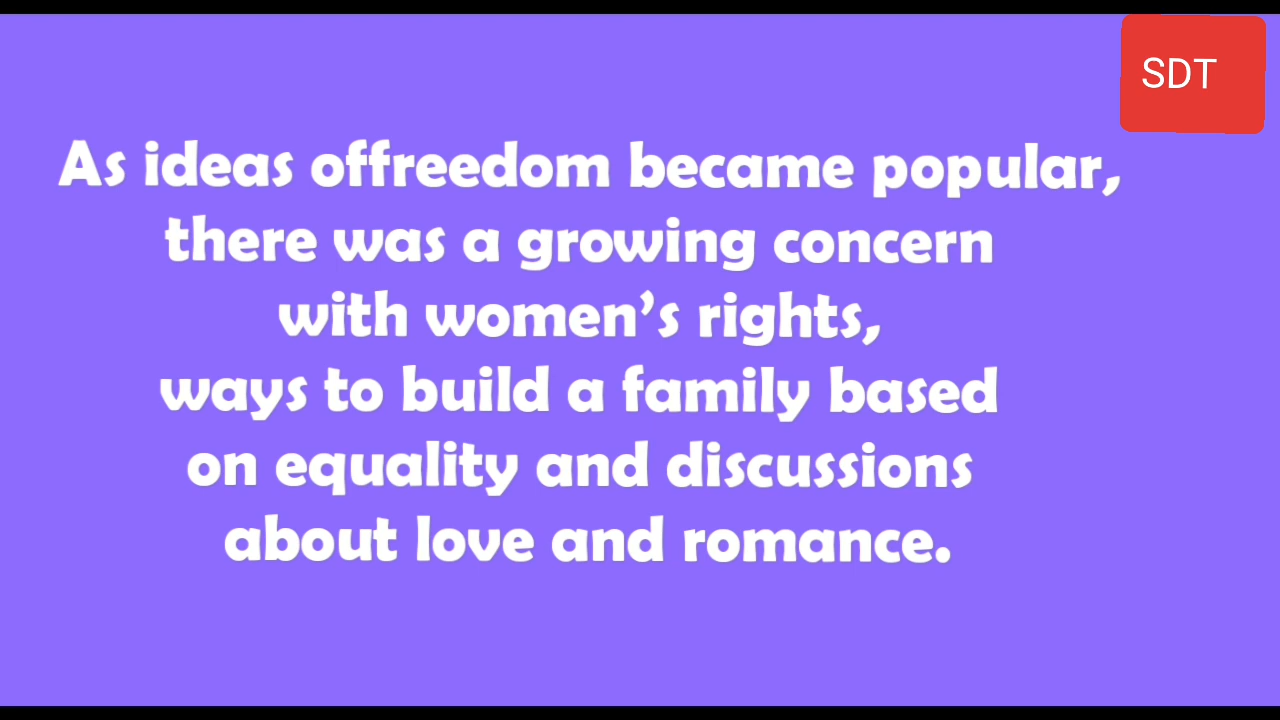 SDT
As ideas offreedom became popular,
there was a growing concern
with women’s rights,
ways to build a family based
on equality and discussions
about love and romance.